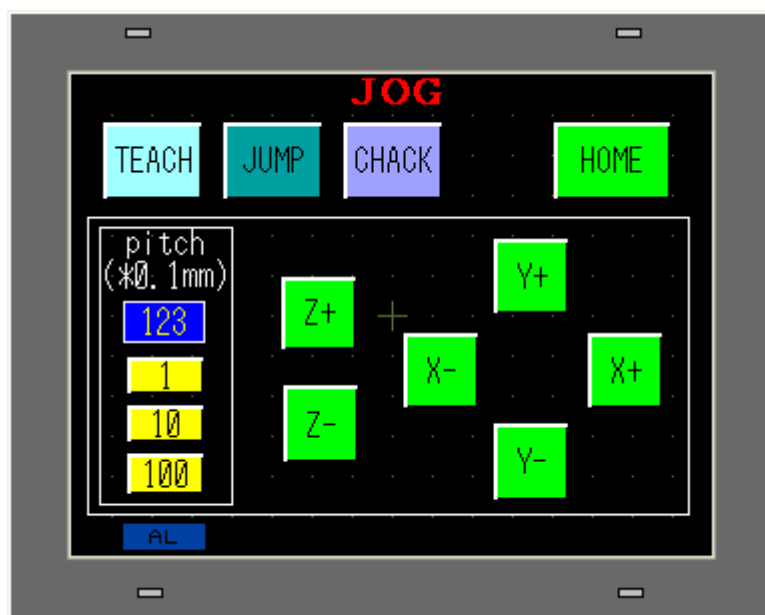 JOG
TEACH JUMP CHACK HOME
pitch
(*0.1mm)
123
1
10
100
Z+
Z-
Y+
X-
X+
Y-
AL